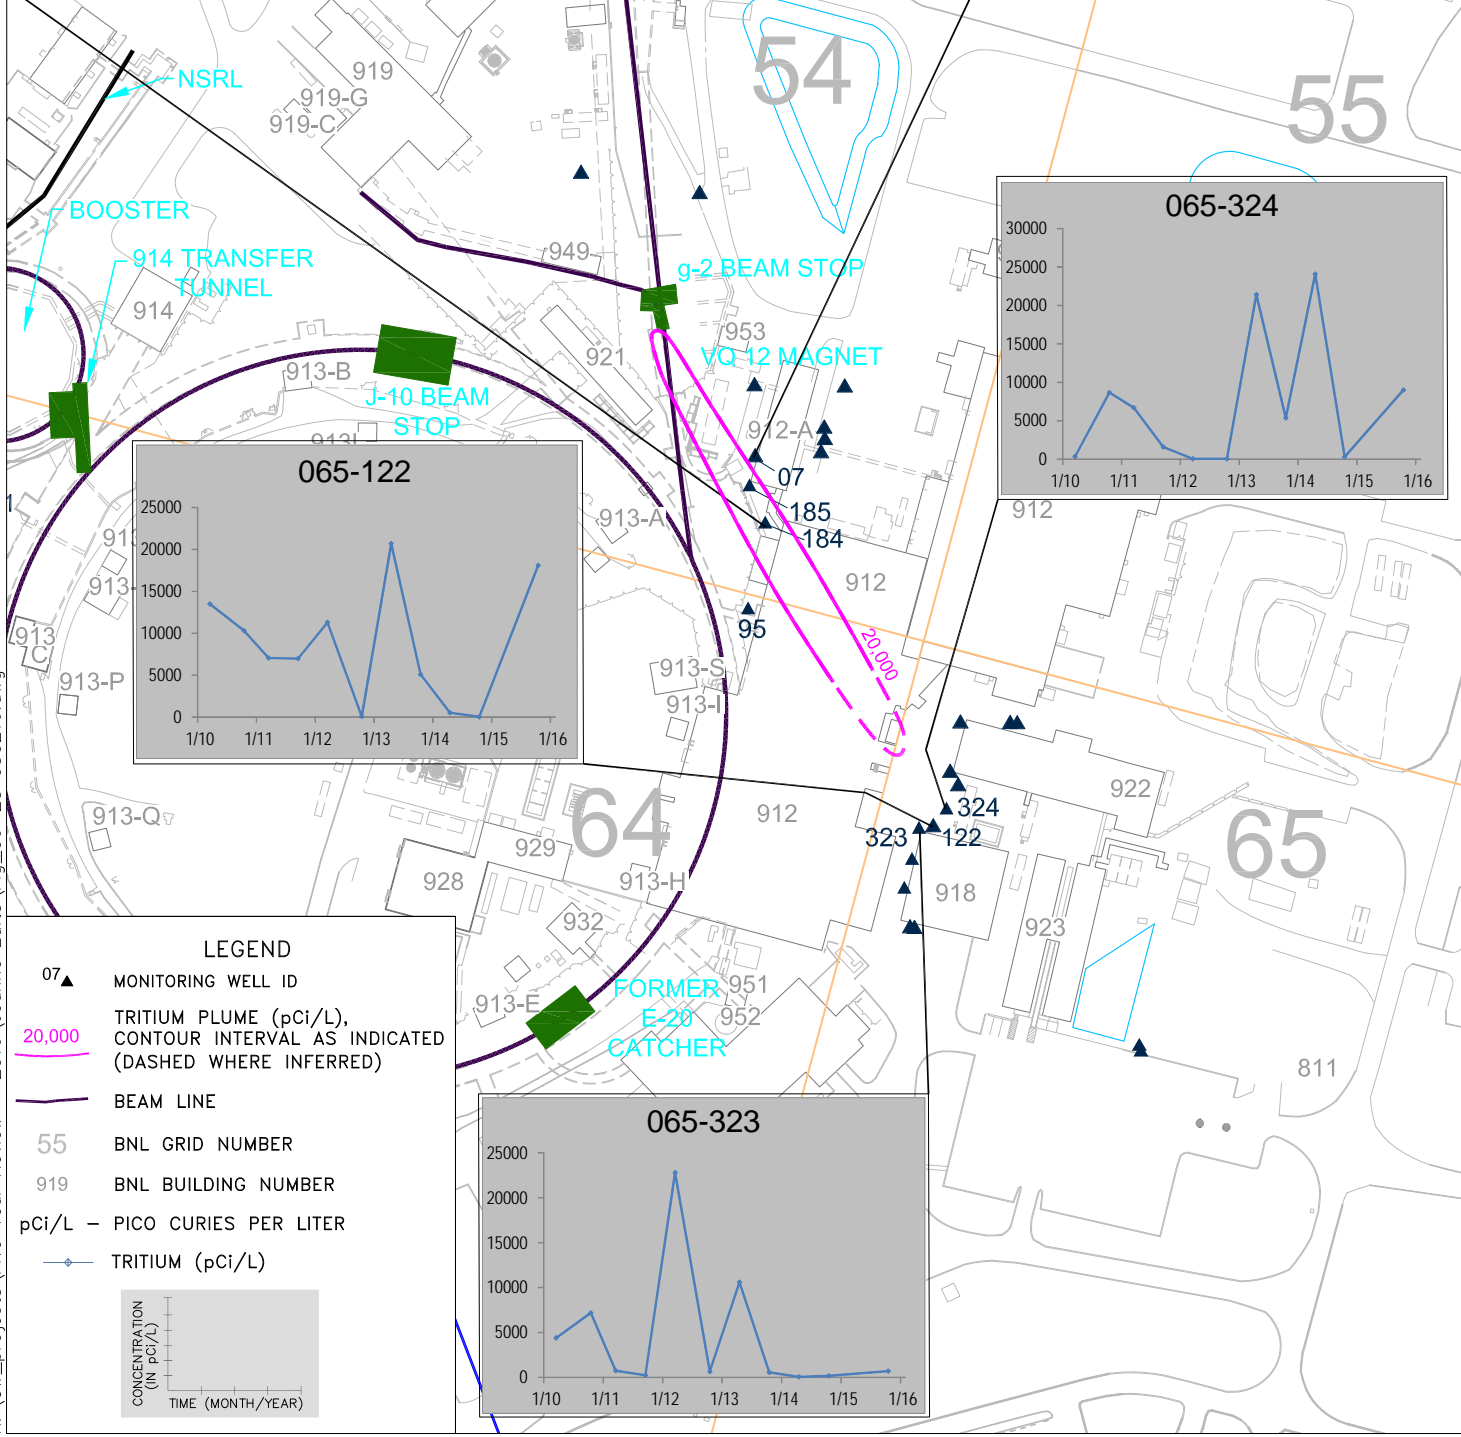 54
55
919
NSRL
919-G
919-C
BOOSTER
065-324
30000
25000
20000
15000
10000
5000
0
1/10
1/11
1/12
1/13
1/14
1/15
1/16
914 TRANSFER
TUNNEL
949
g-2 BEAM STOP
914
953
VQ 12 MAGNET
921
913-B
J-10 BEAM
STOP
912-A
07
185
184
912
913-A
065-122
25000
20000
15000
10000
5000
0
1/10
1/11
1/12
1/13
1/14
1/15
1/16
912
95
20,000
913
C
913-P
913-S
913-I
913-Q
64
912
922
324
323
122
65
929
928
913-H
918
932
923
913-E
FORMER
E-20
CATCHER
951
952
811
LEGEND
07
MONITORING WELL ID
20,000
TRITIUM PLUME (pCi/L),
CONTOUR INTERVAL AS INDICATED
(DASHED WHERE INFERRED)
BEAM LINE
55
BNL GRID NUMBER
919
BNL BUILDING NUMBER
pCi/L – PICO CURIES PER LITER
TRITIUM (pCi/L)
CONCENTRATION
(IN pCi/L)
TIME (MONTH/YEAR)
065-323
25000
20000
15000
10000
5000
0
1/10
1/11
1/12
1/13
1/14
1/15
1/16